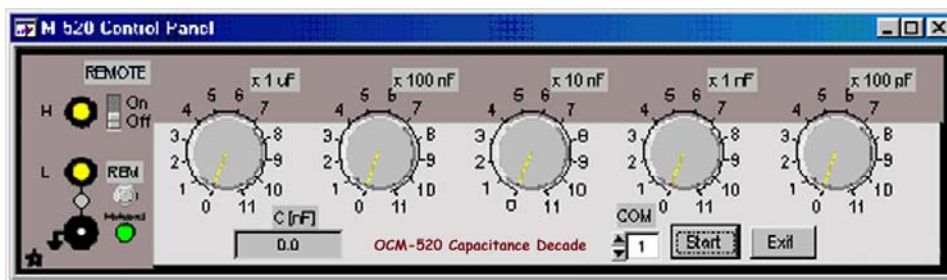 M-520 Control Panel
REMOTE
On
Off
H
L
REM
x 1 uF
x 100 nF
x 10 nF
x 1 nF
x 100 pF
0 1 2 3 4 5 6 7 8 9 10 11
0 1 2 3 4 5 6 7 8 9 10 11
0 1 2 3 4 5 6 7 8 9 10 11
0 1 2 3 4 5 6 7 8 9 10 11
0 1 2 3 4 5 6 7 8 9 10 11
C [nF]
0.0
OCM-520 Capacitance Decade
COM
1
Start
Exit